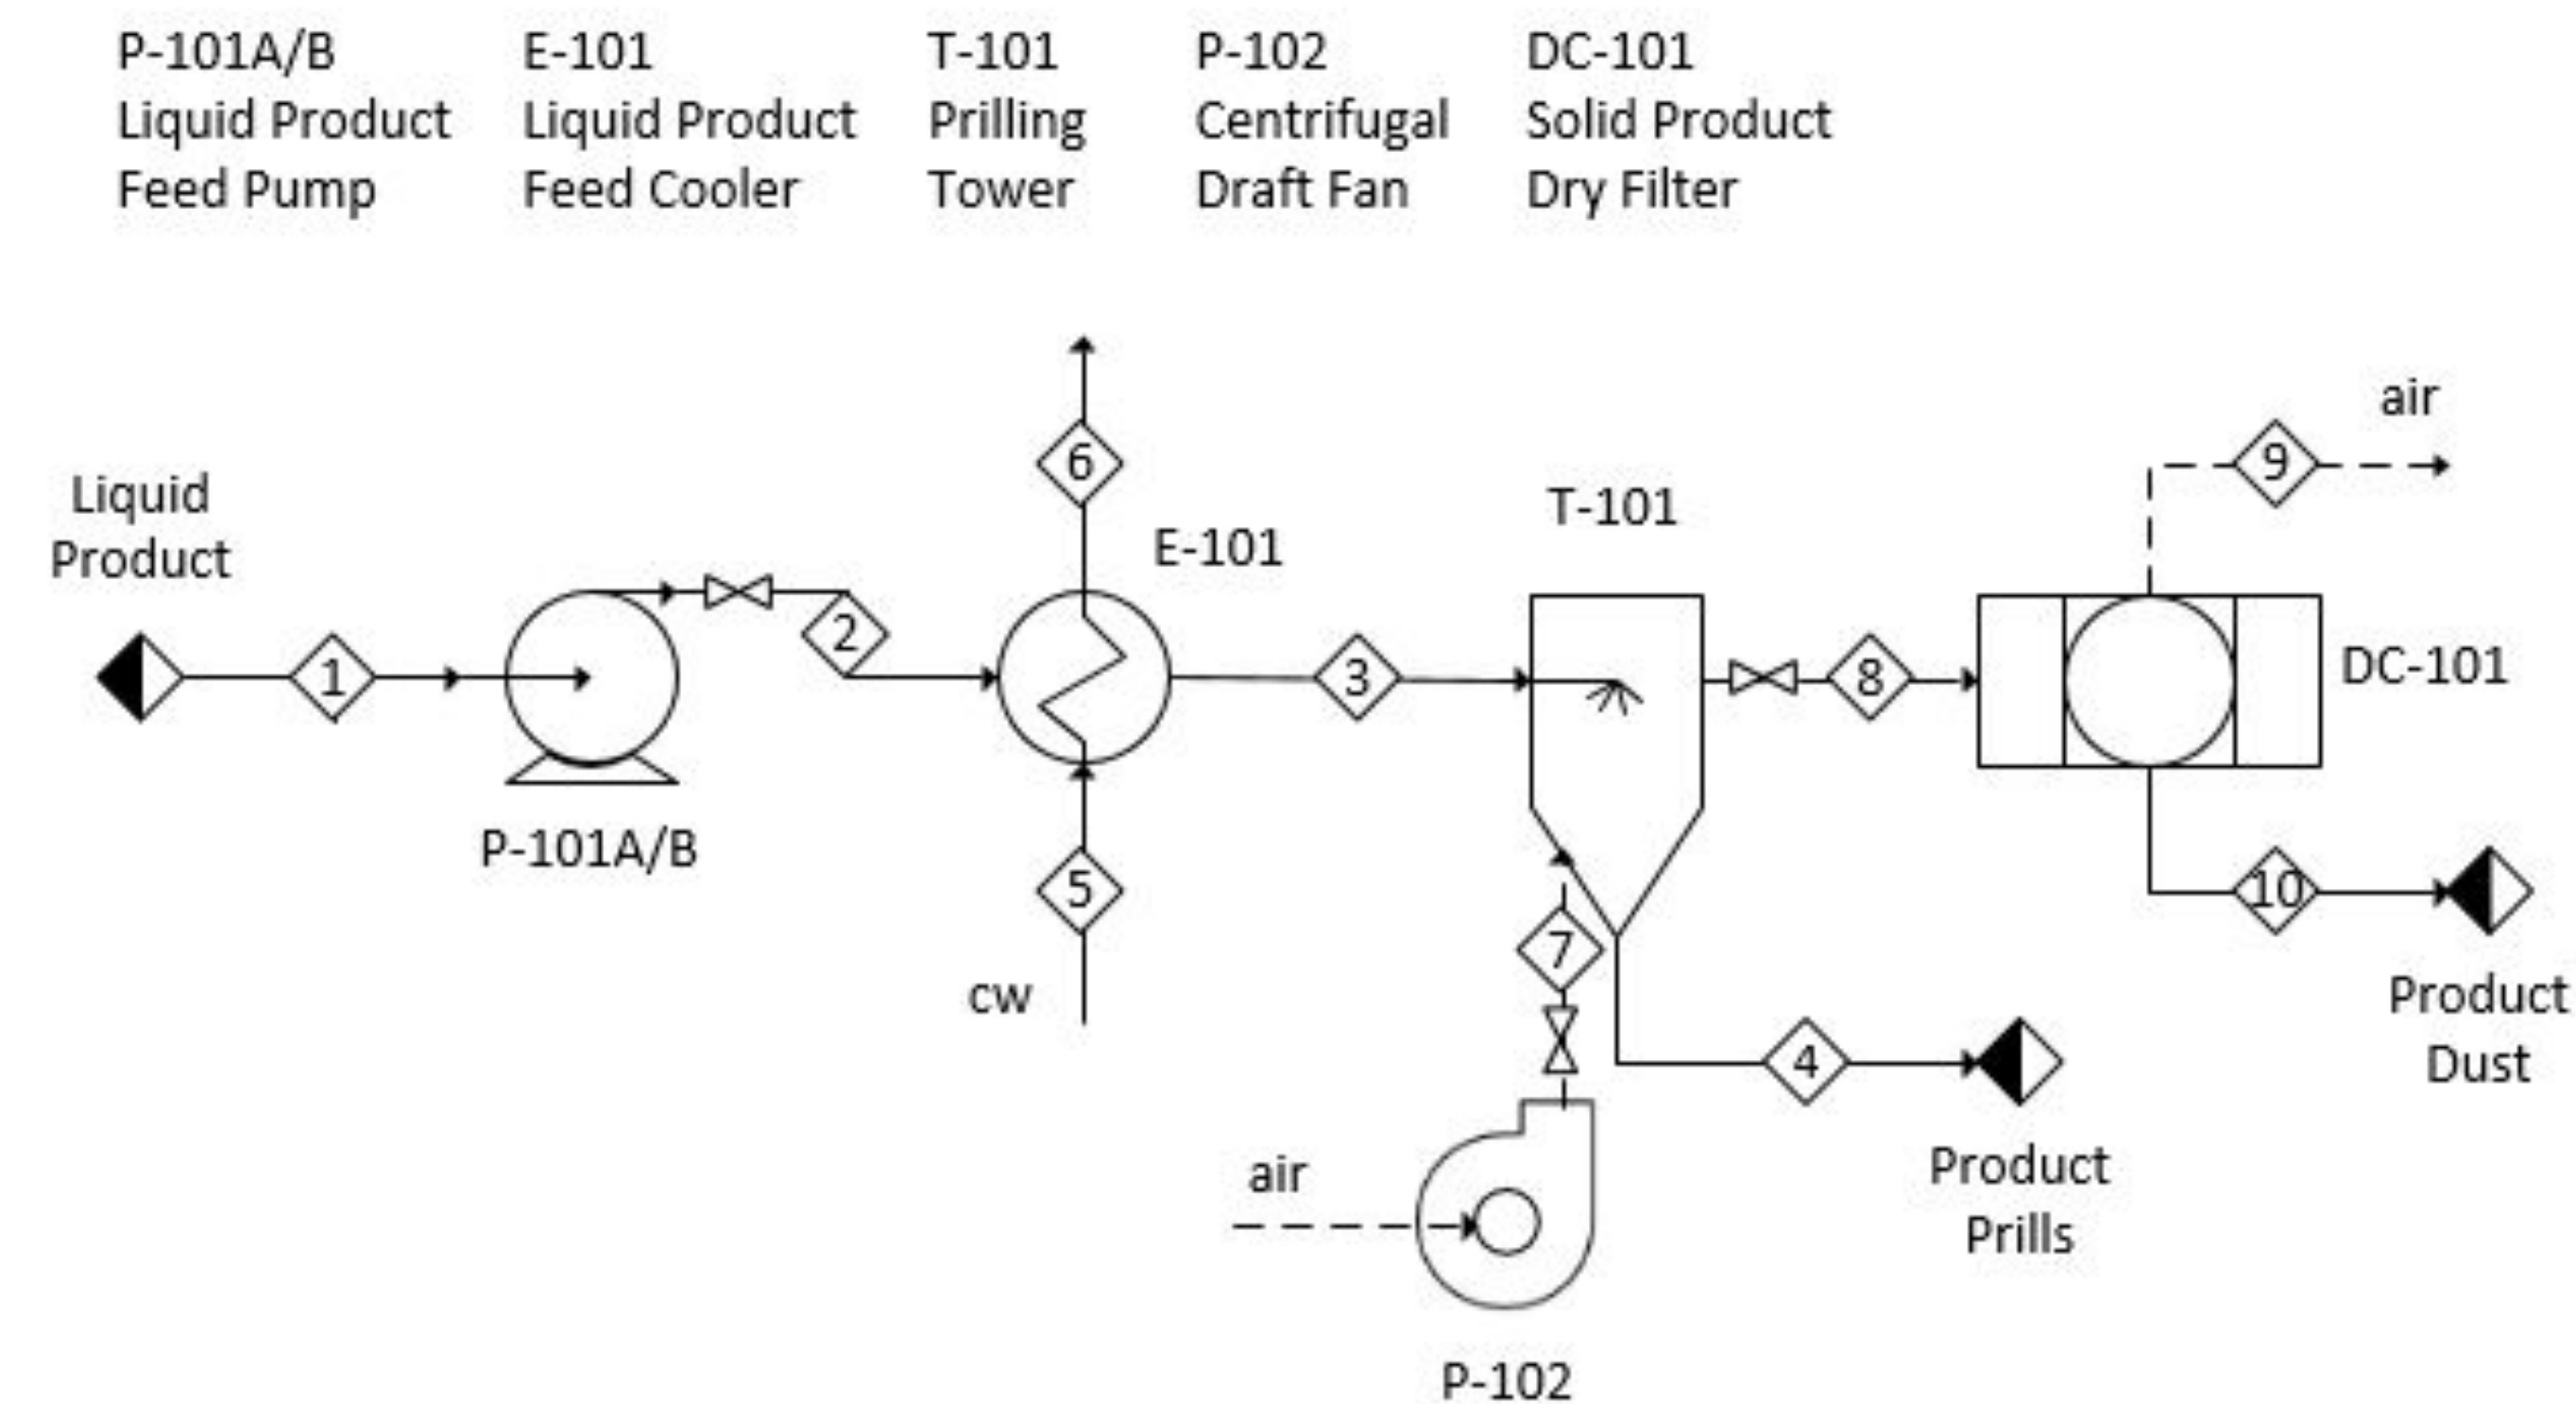 P-101A/B
Liquid Product
Feed Pump
E-101
Liquid Product
Feed Cooler
T-101
Prilling
Tower
P-102
Centrifugal
Draft Fan
DC-101
Solid Product
Dry Filter
Liquid
Product
1
P-101A/B
2
6
E-101
5
cw
3
T-101
7
air
P-102
4
Product
Prills
8
DC-101
9
air
10
Product
Dust